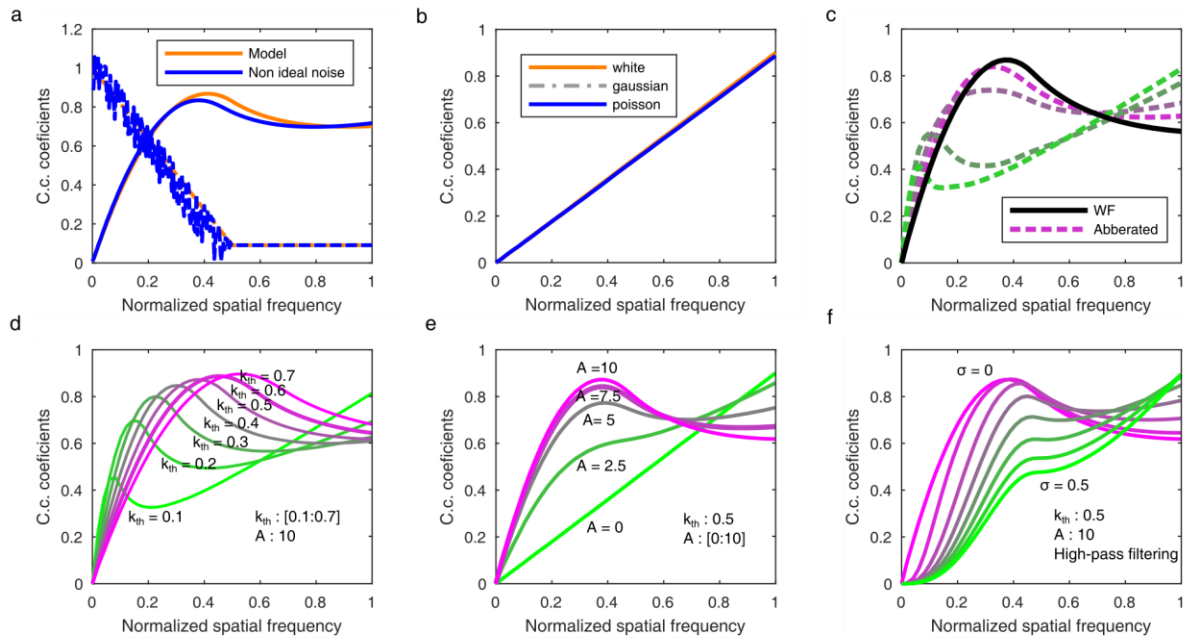 a
1.2
1
0.8
0.6
0.4
0.2
0
C.c. coeficients
Model
Non ideal noise
0 0.2 0.4 0.6 0.8 1
Normalized spatial frequency
b
1
0.8
0.6
0.4
0.2
0
C.c. coeficients
white
gaussian
poisson
0 0.2 0.4 0.6 0.8 1
Normalized spatial frequency
c
1
0.8
0.6
0.4
0.2
0
C.c. coeficients
WF
Abberated
0 0.2 0.4 0.6 0.8 1
Normalized spatial frequency
d
1
0.8
0.6
0.4
0.2
0
C.c. coeficients
kth = 0.7
kth = 0.6
kth = 0.5
kth = 0.4
kth = 0.3
kth = 0.2
kth = 0.1
kth : [0.1:0.7]
A : 10
0 0.2 0.4 0.6 0.8 1
Normalized spatial frequency
e
1
0.8
0.6
0.4
0.2
0
C.c. coeficients
A = 10
A = 7.5
A = 5
A = 2.5
A = 0
kth : 0.5
A : [0:10]
0 0.2 0.4 0.6 0.8 1
Normalized spatial frequency
f
1
0.8
0.6
0.4
0.2
0
C.c. coeficients
σ = 0
σ = 0.5
kth : 0.5
A : 10
High-pass filtering
0 0.2 0.4 0.6 0.8 1
Normalized spatial frequency